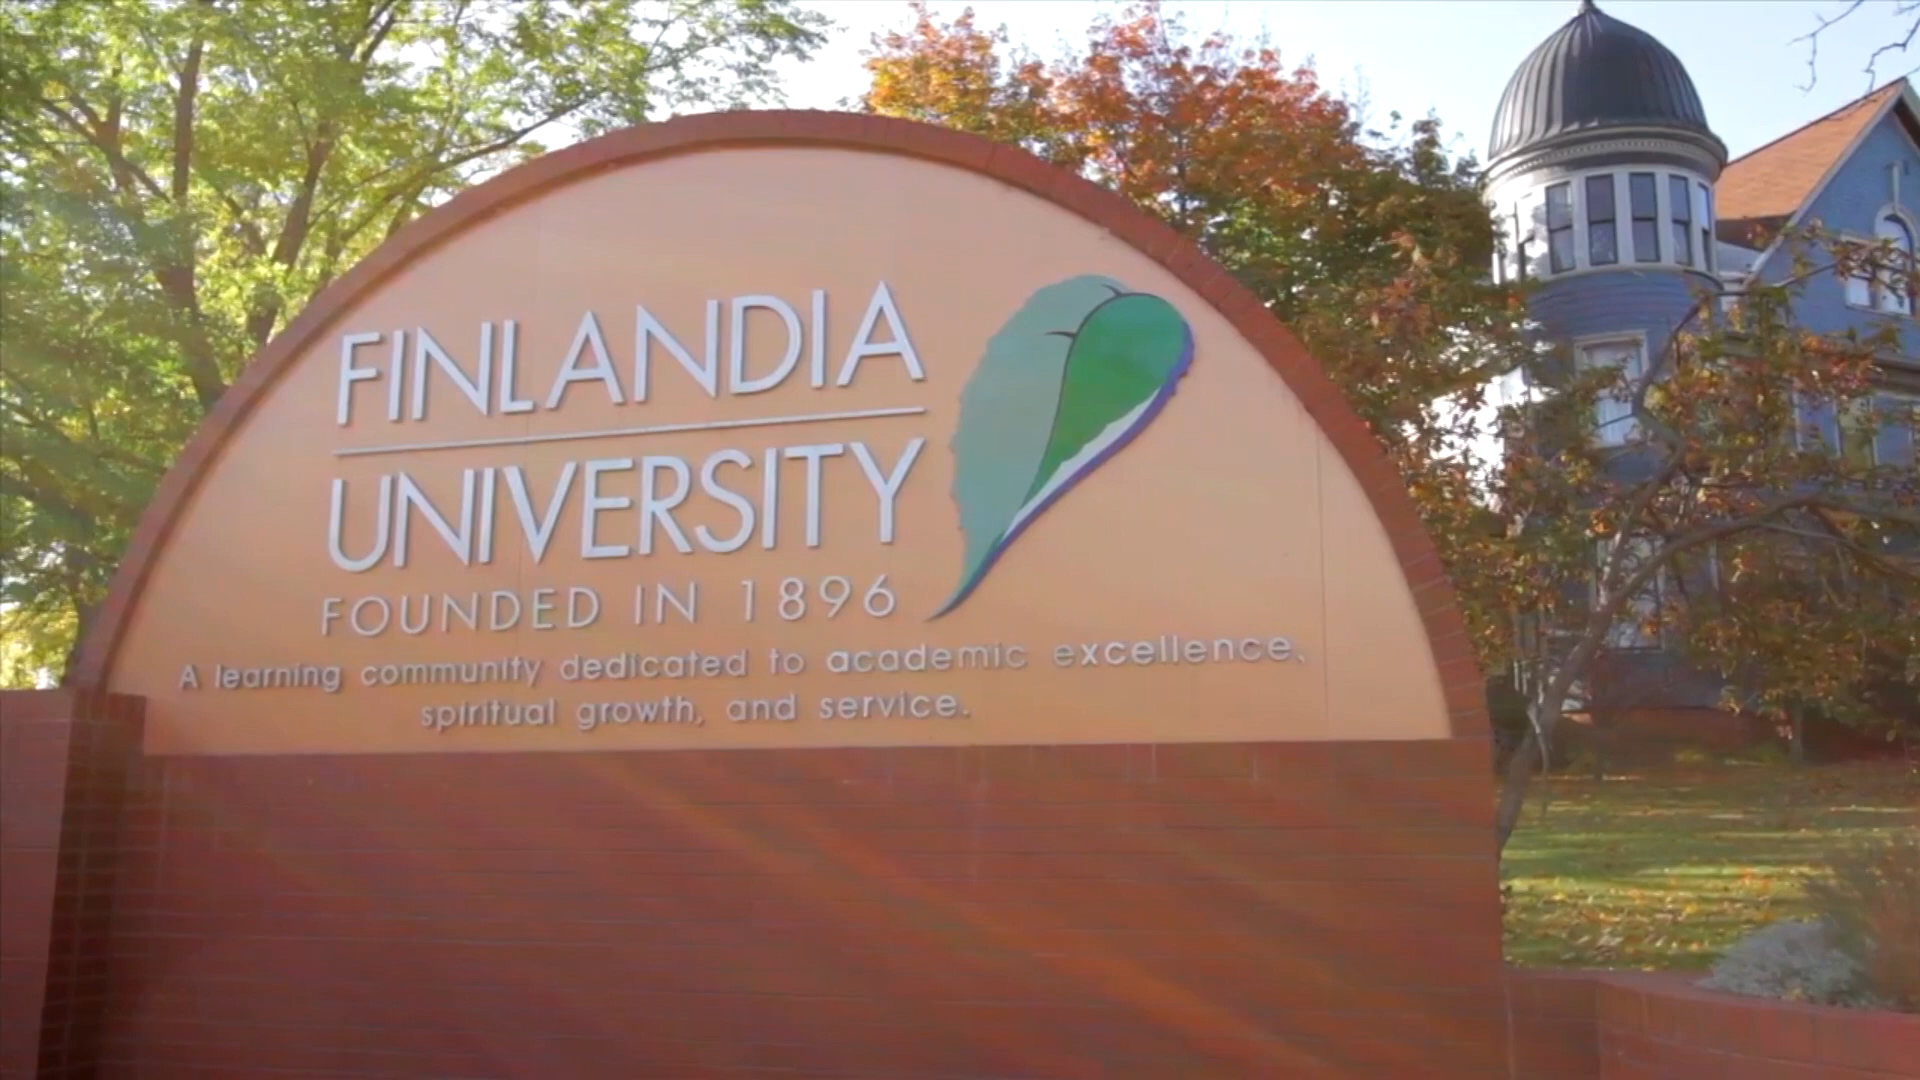 FINLANDIA
UNIVERSITY
FOUNDED IN 1896
A learning community dedicated to academic excellence,
spiritual growth, and service.